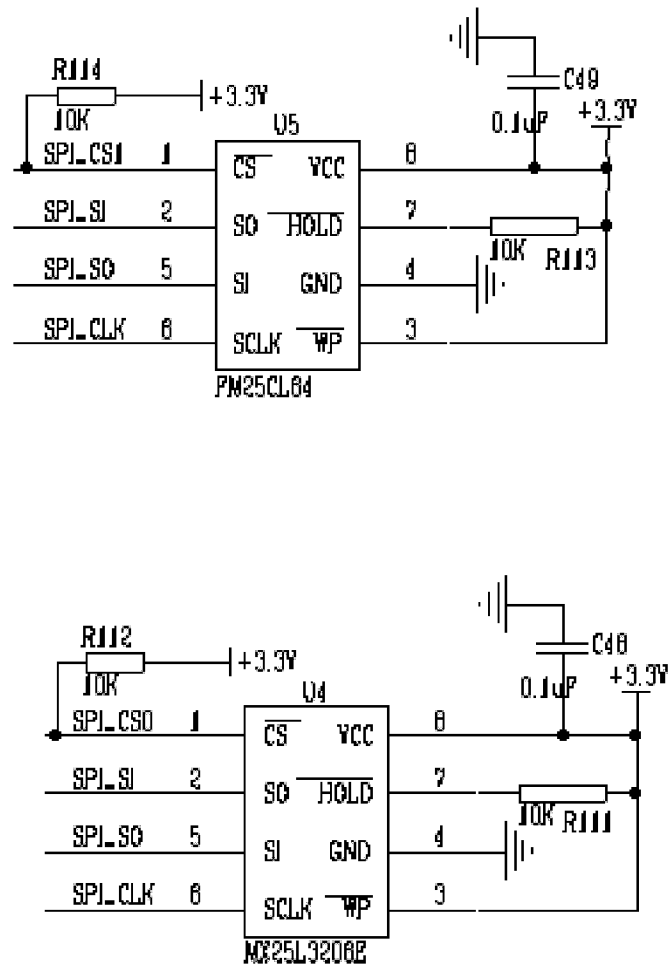 R114
10K
+3.3V
C49
0.1uF
+3.3V
U5
SPI_CS1 1 CS VCC 8
SPI_SI 2 SO HOLD 7
10K R113
SPI_SO 5 SI GND 4
SPI_CLK 6 SCLK WP 3
FM25CL64
R112
10K
+3.3V
C48
0.1uF
+3.3V
U4
SPI_CS0 1 CS VCC 8
SPI_SI 2 SO HOLD 7
10K R111
SPI_SO 5 SI GND 4
SPI_CLK 6 SCLK WP 3
MX25L3206E